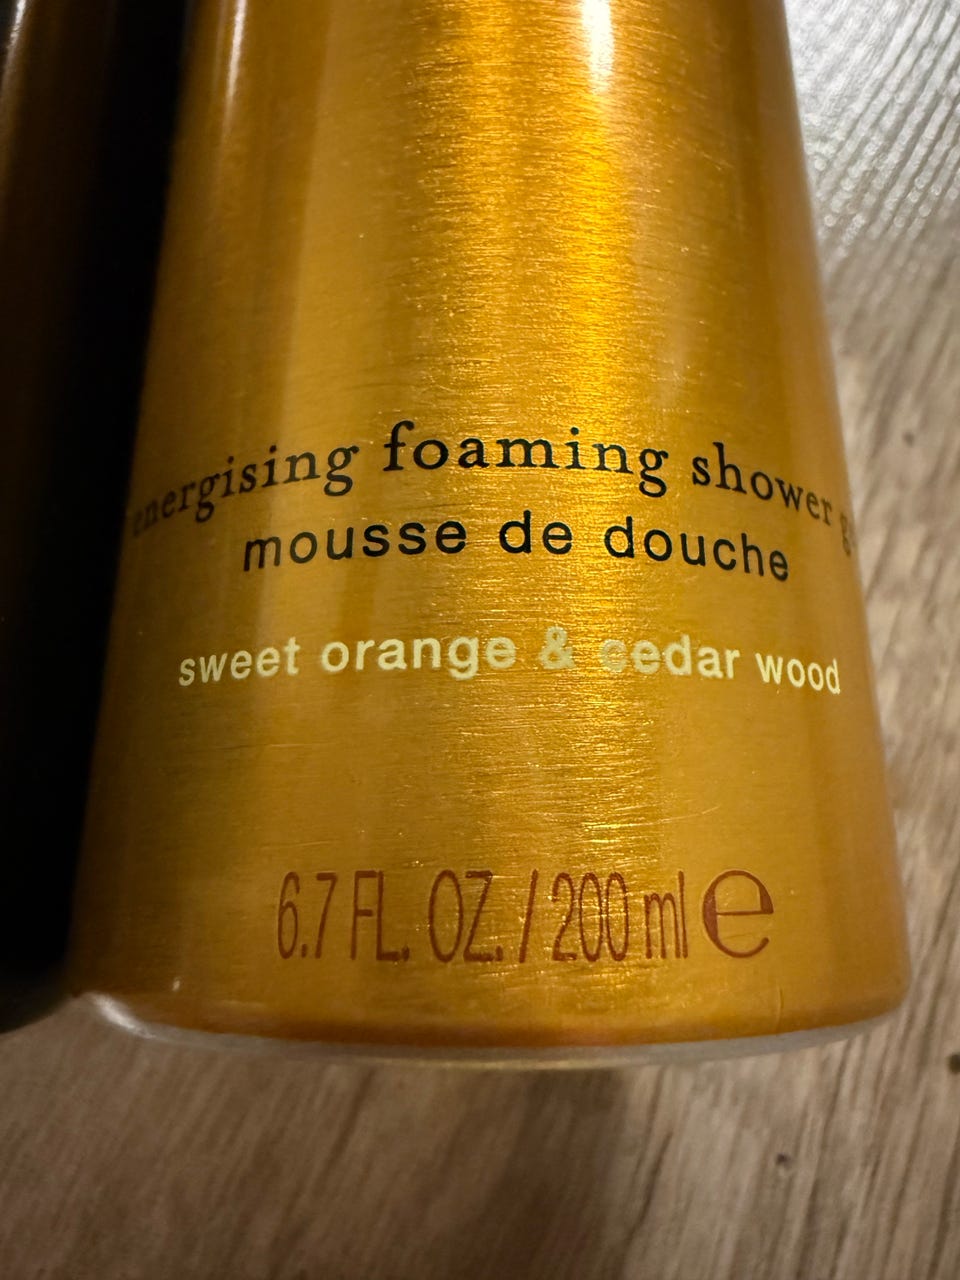 energising foaming shower
mousse de douche
sweet orange & cedar wood
6.7 FL. OZ. / 200 ml ℮